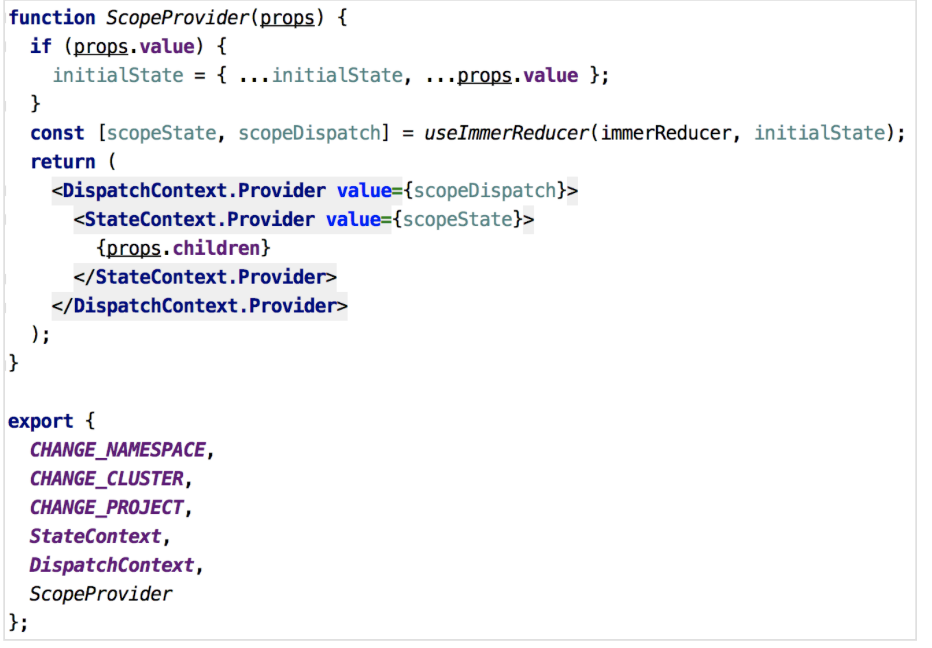 function ScopeProvider(props) {
  if (props.value) {
    initialState = { ...initialState, ...props.value };
  }
  const [scopeState, scopeDispatch] = useImmerReducer(immerReducer, initialState);
  return (
    <DispatchContext.Provider value={scopeDispatch}>
      <StateContext.Provider value={scopeState}>
        {props.children}
      </StateContext.Provider>
    </DispatchContext.Provider>
  );
}

export {
  CHANGE_NAMESPACE,
  CHANGE_CLUSTER,
  CHANGE_PROJECT,
  StateContext,
  DispatchContext,
  ScopeProvider
};